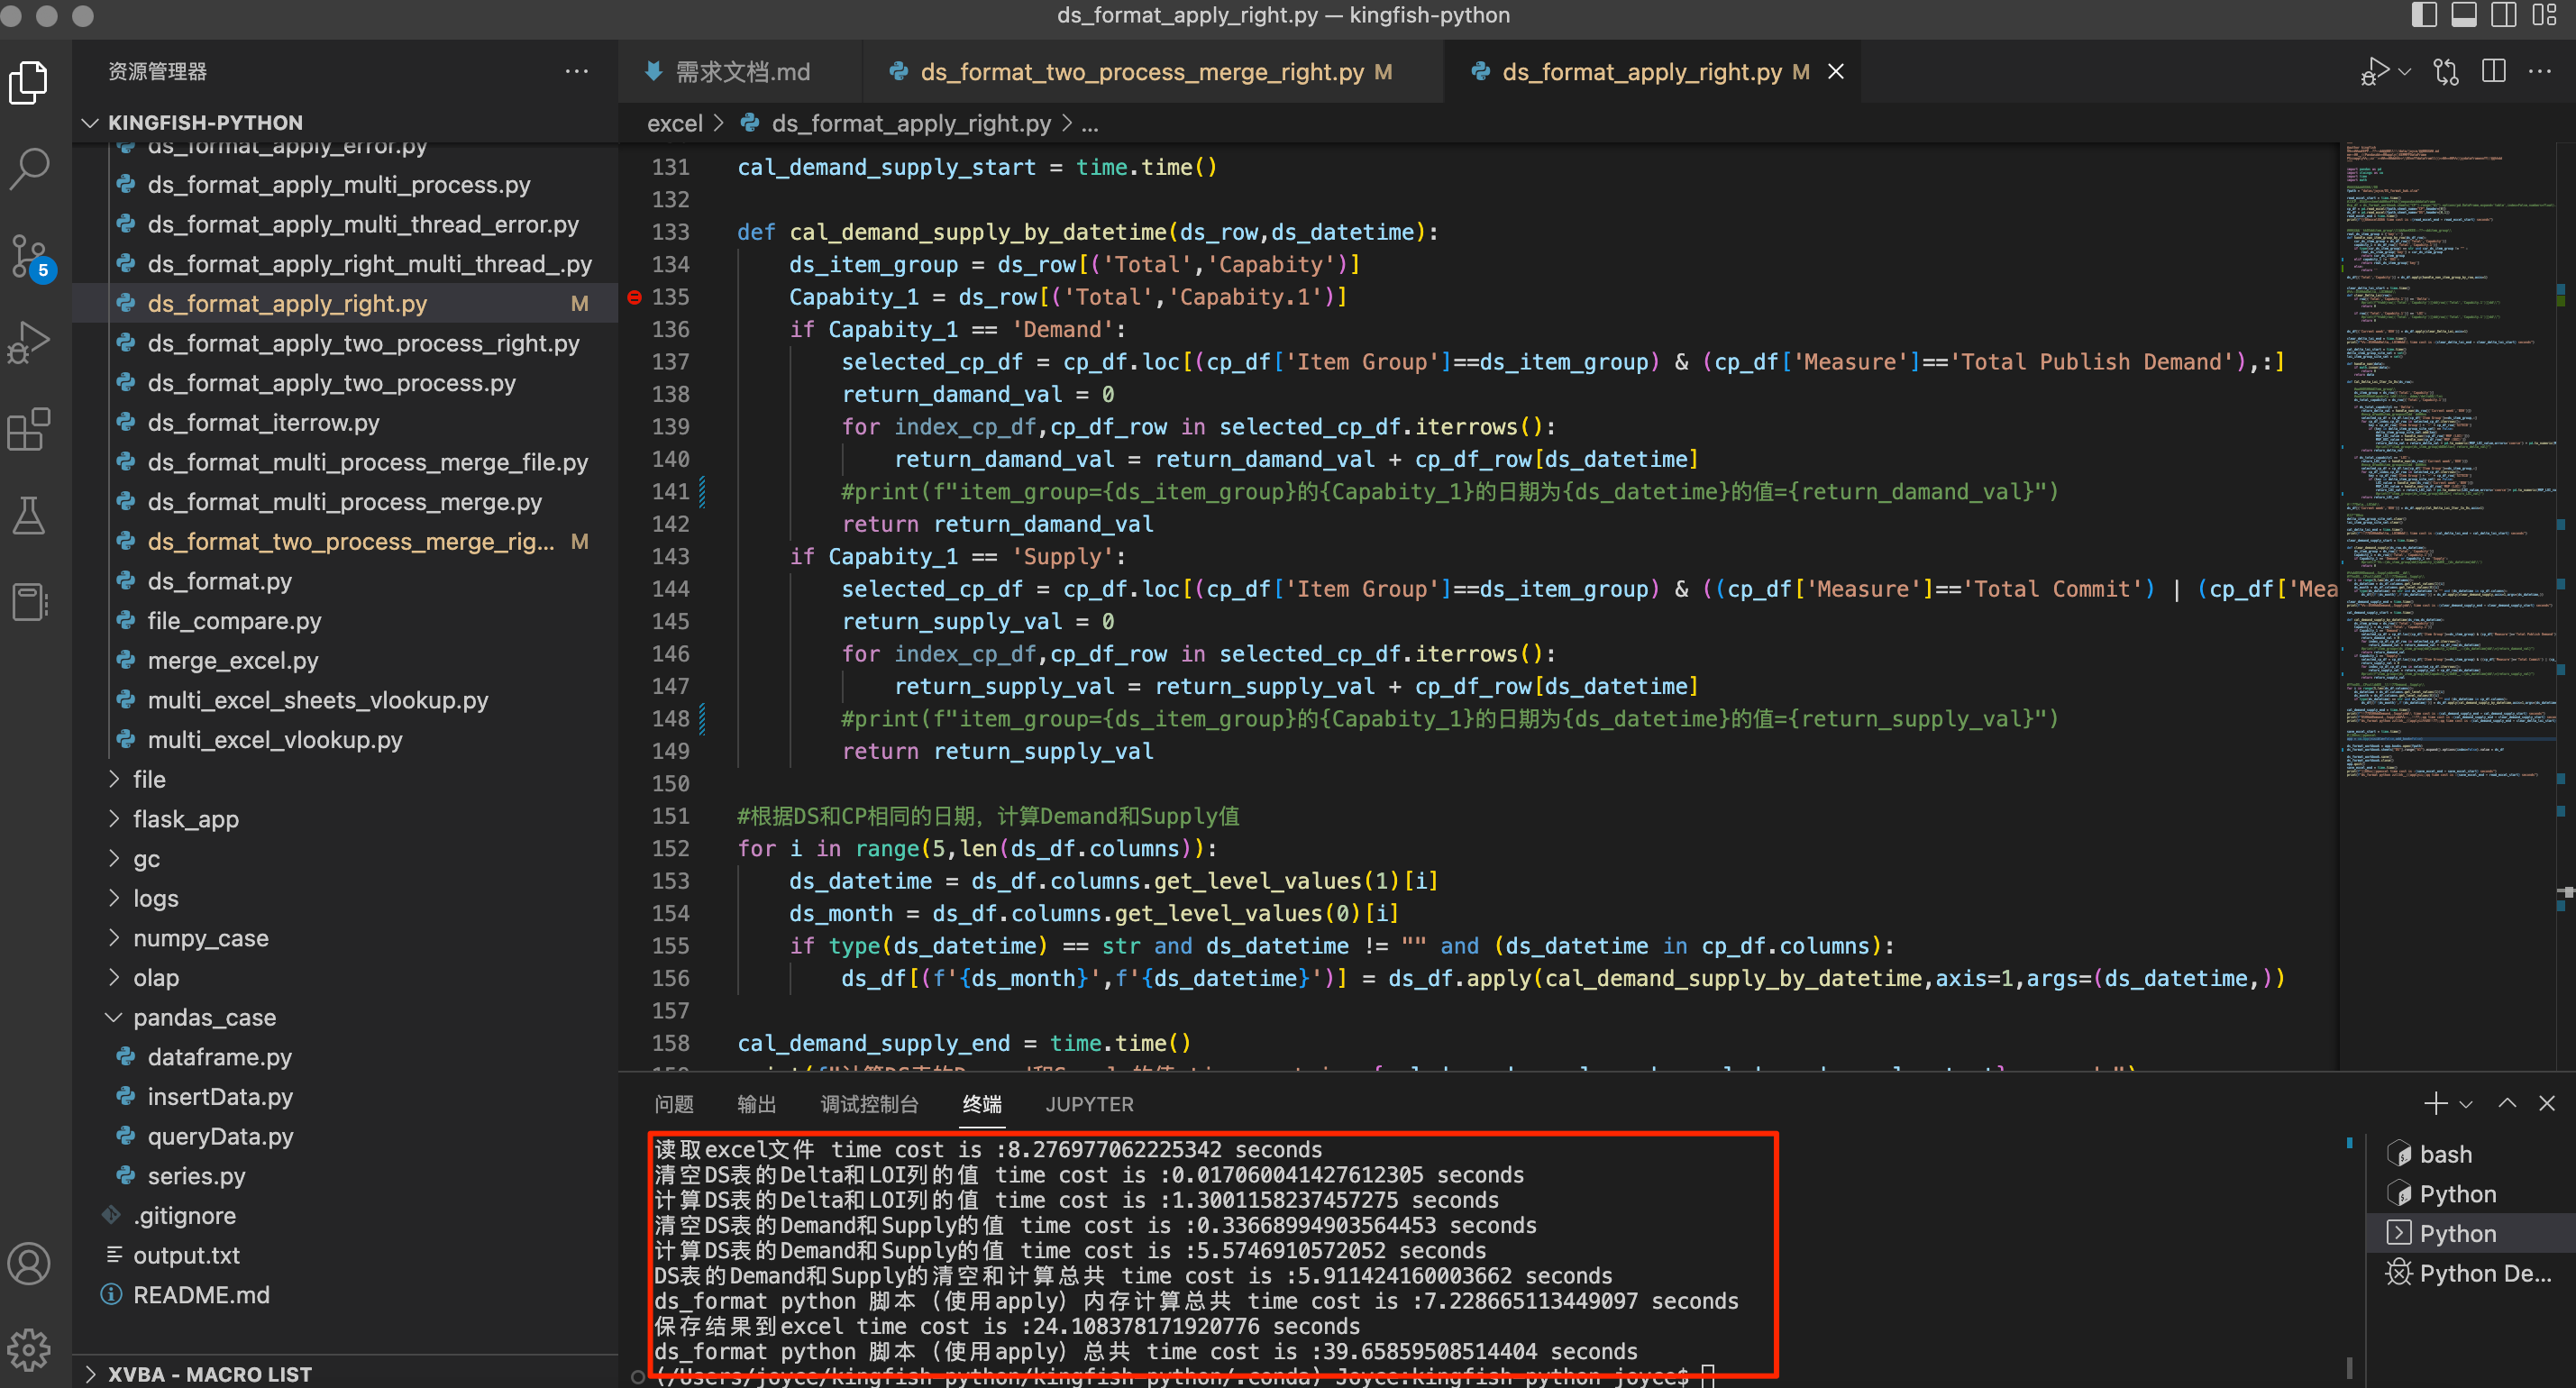 ds_format_apply_right.py — kingfish-python
资源管理器
KINGFISH-PYTHON
ds_format_apply_error.py
ds_format_apply_multi_process.py
ds_format_apply_multi_thread_error.py
ds_format_apply_right_multi_thread_.py
ds_format_apply_right.py M
ds_format_apply_two_process_right.py
ds_format_apply_two_process.py
ds_format_iterrow.py
ds_format_multi_process_merge_file.py
ds_format_multi_process_merge.py
ds_format_two_process_merge_rig... M
ds_format.py
file_compare.py
merge_excel.py
multi_excel_sheets_vlookup.py
multi_excel_vlookup.py
file
flask_app
gc
logs
numpy_case
olap
pandas_case
dataframe.py
insertData.py
queryData.py
series.py
.gitignore
output.txt
README.md
XVBA - MACRO LIST
5
需求文档.md
ds_format_two_process_merge_right.py M
ds_format_apply_right.py M
excel > ds_format_apply_right.py > ...
131 cal_demand_supply_start = time.time()
132
133 def cal_demand_supply_by_datetime(ds_row,ds_datetime):
134 ds_item_group = ds_row[('Total','Capabity')]
135 Capabity_1 = ds_row[('Total','Capabity.1')]
136 if Capabity_1 == 'Demand':
137 selected_cp_df = cp_df.loc[(cp_df['Item Group']==ds_item_group) & (cp_df['Measure']=='Total Publish Demand'),:]
138 return_damand_val = 0
139 for index_cp_df,cp_df_row in selected_cp_df.iterrows():
140 return_damand_val = return_damand_val + cp_df_row[ds_datetime]
141 #print(f"item_group={ds_item_group}的{Capabity_1}的日期为{ds_datetime}的值={return_damand_val}")
142 return return_damand_val
143 if Capabity_1 == 'Supply':
144 selected_cp_df = cp_df.loc[(cp_df['Item Group']==ds_item_group) & ((cp_df['Measure']=='Total Commit') | (cp_df['Mea
145 return_supply_val = 0
146 for index_cp_df,cp_df_row in selected_cp_df.iterrows():
147 return_supply_val = return_supply_val + cp_df_row[ds_datetime]
148 #print(f"item_group={ds_item_group}的{Capabity_1}的日期为{ds_datetime}的值={return_supply_val}")
149 return return_supply_val
150
151 #根据DS和CP相同的日期，计算Demand和Supply值
152 for i in range(5,len(ds_df.columns)):
153 ds_datetime = ds_df.columns.get_level_values(1)[i]
154 ds_month = ds_df.columns.get_level_values(0)[i]
155 if type(ds_datetime) == str and ds_datetime != "" and (ds_datetime in cp_df.columns):
156 ds_df[(f'{ds_month}',f'{ds_datetime}')] = ds_df.apply(cal_demand_supply_by_datetime,axis=1,args=(ds_datetime,))
157
158 cal_demand_supply_end = time.time()
问题 输出 调试控制台 终端 JUPYTER
读取excel文件 time cost is :8.276977062225342 seconds
清空DS表的Delta和LOI列的值 time cost is :0.017060041427612305 seconds
计算DS表的Delta和LOI列的值 time cost is :1.3001158237457275 seconds
清空DS表的Demand和Supply的值 time cost is :0.33668994903564453 seconds
计算DS表的Demand和Supply的值 time cost is :5.5746910572052 seconds
DS表的Demand和Supply的清空和计算总共 time cost is :5.911424160003662 seconds
ds_format python 脚本（使用apply）内存计算总共 time cost is :7.228665113449097 seconds
保存结果到excel time cost is :24.108378171920776 seconds
ds_format python 脚本（使用apply）总共 time cost is :39.65859508514404 seconds
(/Users/joyce/kingfish-python/kingfish-python/.conda) Joyce:kingfish-python joyce$
bash
Python
Python
Python De...